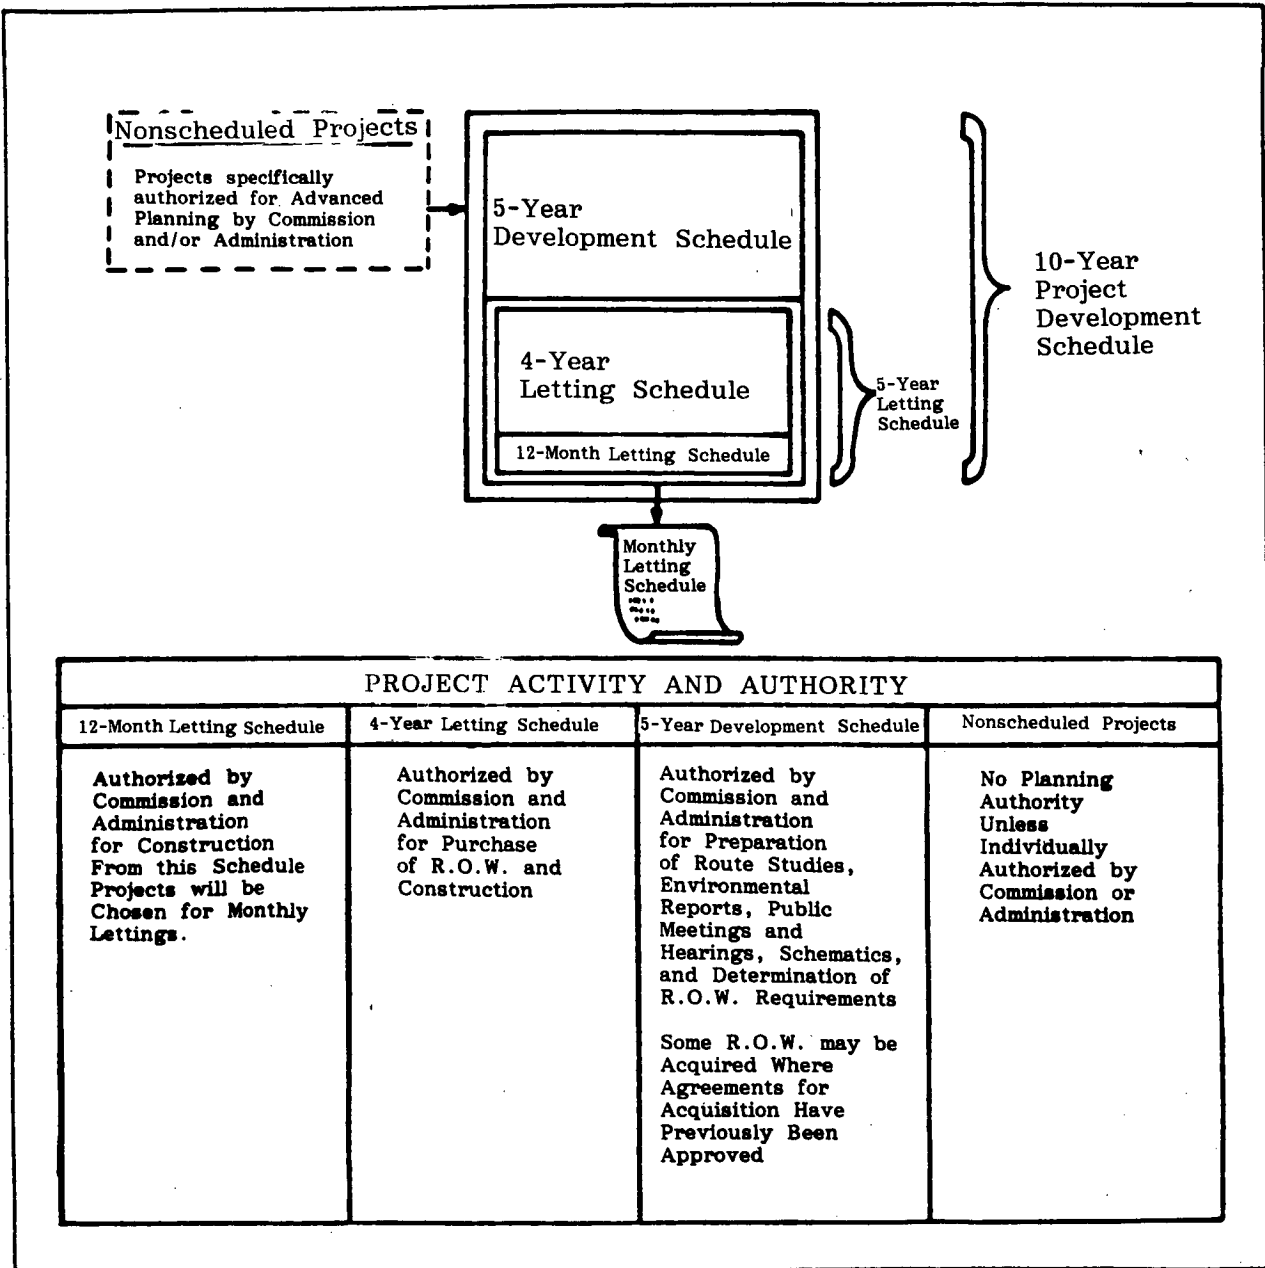 Nonscheduled Projects
Projects specifically
authorized for Advanced
Planning by Commission
and/or Administration
5-Year
Development Schedule
4-Year
Letting Schedule
12-Month Letting Schedule
5-Year
Letting
Schedule
10-Year
Project
Development
Schedule
Monthly
Letting
Schedule
PROJECT ACTIVITY AND AUTHORITY
12-Month Letting Schedule
Authorized by
Commission and
Administration
for Construction
From this Schedule
Projects will be
Chosen for Monthly
Lettings.
4-Year Letting Schedule
Authorized by
Commission and
Administration
for Purchase
of R.O.W. and
Construction
5-Year Development Schedule
Authorized by
Commission and
Administration
for Preparation
of Route Studies,
Environmental
Reports, Public
Meetings and
Hearings, Schematics,
and Determination of
R.O.W. Requirements
Some R.O.W. may be
Acquired Where
Agreements for
Acquisition Have
Previously Been
Approved
Nonscheduled Projects
No Planning
Authority
Unless
Individually
Authorized by
Commission or
Administration